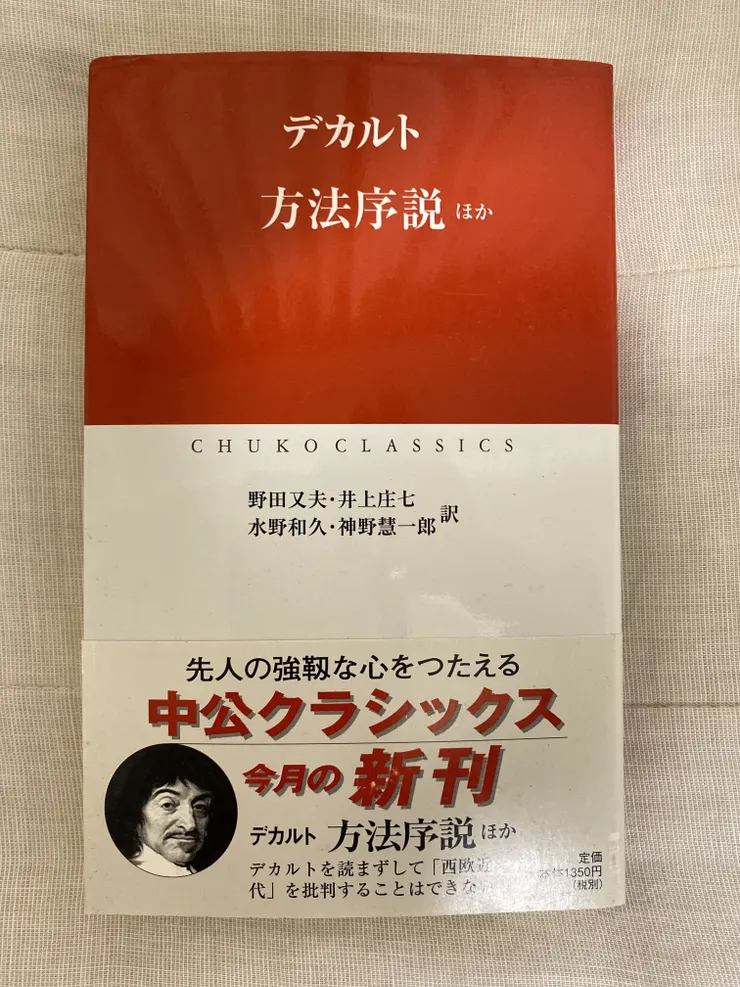 デカルト
方法序説 ほか
CHUKO CLASSICS
野田又夫・井上庄七
水野和久・神野慧一郎 訳
先人の強靱な心をつたえる
中公クラシックス
今月の 新刊
デカルト 方法序説 ほか
デカルトを読まずして「西欧近
代」を批判することはできな
定価
本体1350円
(税別)